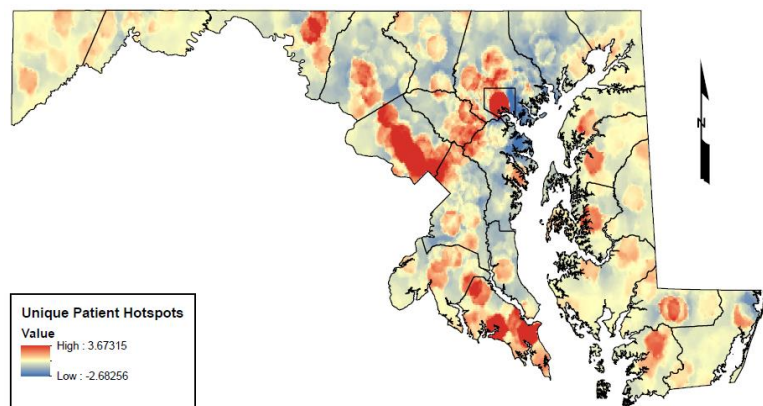 N
Unique Patient Hotspots
Value
High : 3.67315
Low : -2.68256